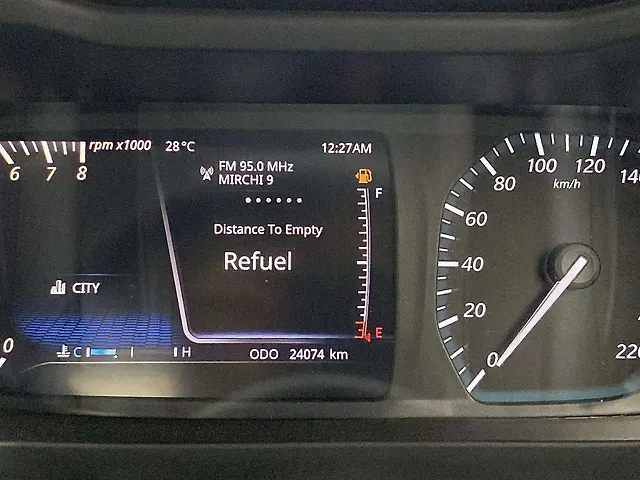 rpm x1000
28 °C
12:27AM
FM 95.0 MHz
MIRCHI 9
6 7 8
F
Distance To Empty
Refuel
CITY
E
0
C
H
ODO 24074 km
0
20
40
60
80
100
120
140
km/h
220